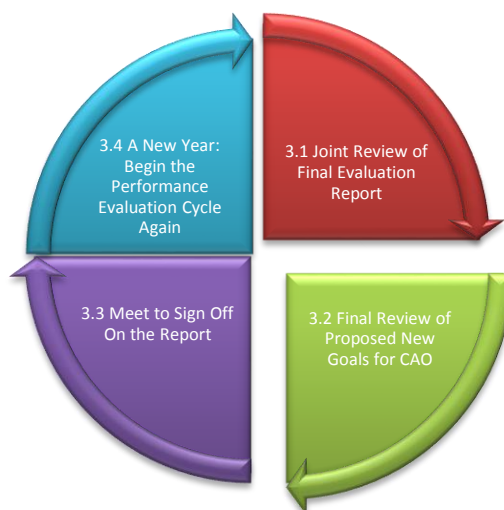 3.4 A New Year:
Begin the
Performance
Evaluation Cycle
Again
3.1 Joint Review of
Final Evaluation
Report
3.3 Meet to Sign Off
On the Report
3.2 Final Review of
Proposed New
Goals for CAO